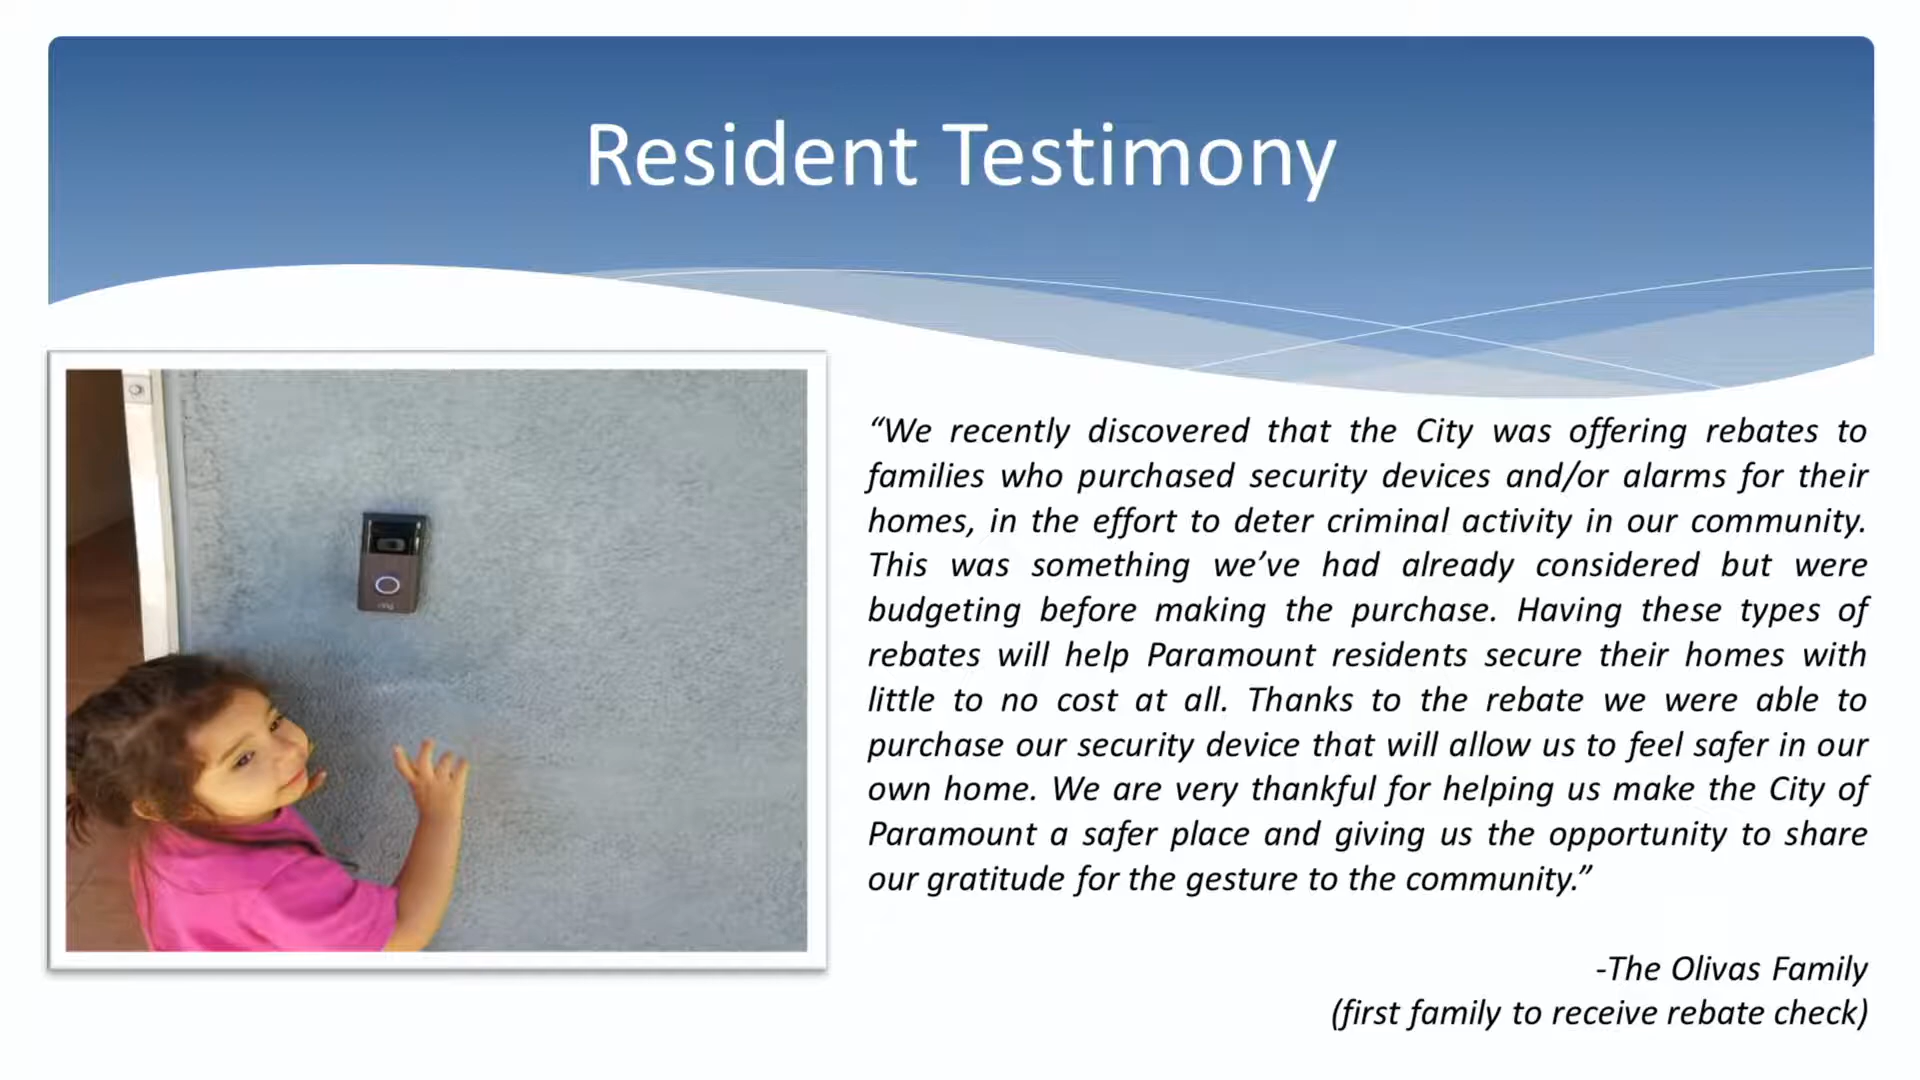 Resident Testimony
“We recently discovered that the City was offering rebates to
families who purchased security devices and/or alarms for their
homes, in the effort to deter criminal activity in our community.
This was something we’ve had already considered but were
budgeting before making the purchase. Having these types of
rebates will help Paramount residents secure their homes with
little to no cost at all. Thanks to the rebate we were able to
purchase our security device that will allow us to feel safer in our
own home. We are very thankful for helping us make the City of
Paramount a safer place and giving us the opportunity to share
our gratitude for the gesture to the community.”
-The Olivas Family
(first family to receive rebate check)
ring